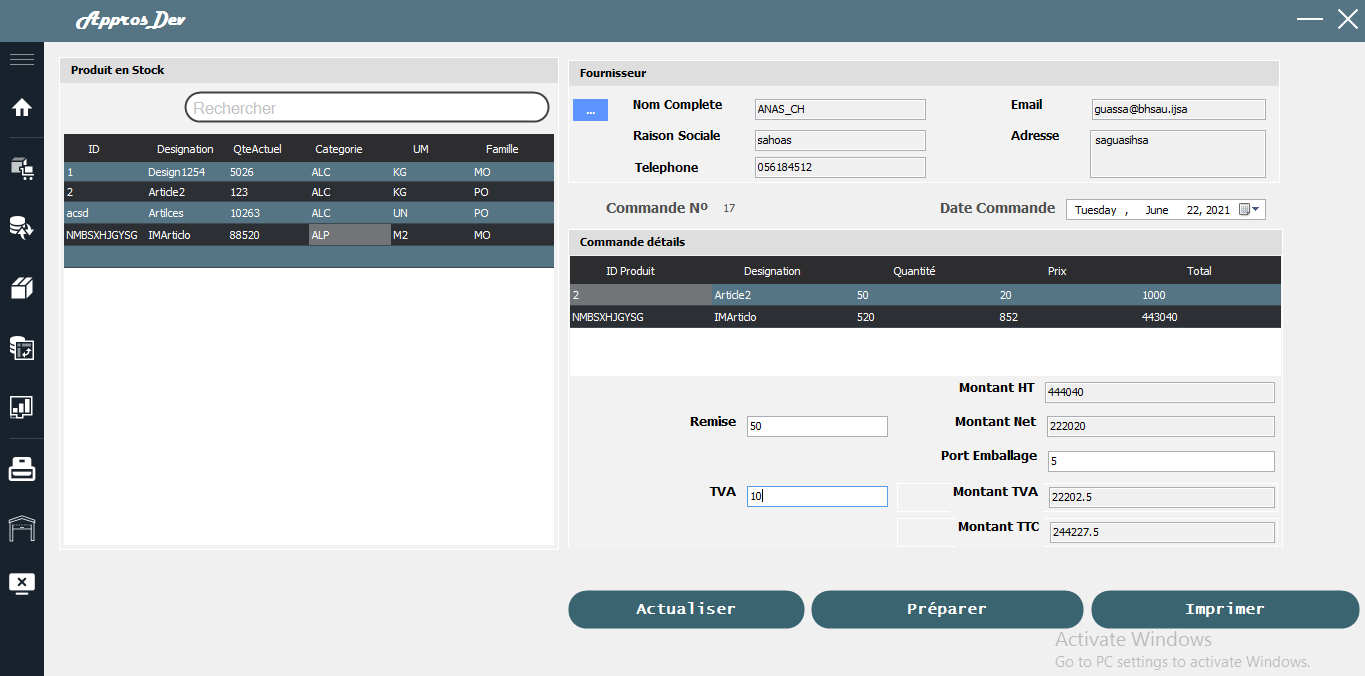 Appros_Dev
Produit en Stock
Rechercher
ID Designation QteActuel Categorie UM Famille
1 Design1254 5026 ALC KG MO
2 Article2 123 ALC KG PO
acsd Artilces 10263 ALC UN PO
NMBSXHJGYSG IMArticlo 88520 ALP M2 MO
Fournisseur
...
Nom Complete ANAS_CH
Raison Sociale sahoas
Telephone 056184512
Email guassa@bhsau.ijsa
Adresse saguasihsa
Commande Nº 17
Date Commande Tuesday , June 22, 2021
Commande détails
ID Produit Designation Quantité Prix Total
2 Article2 50 20 1000
NMBSXHJGYSG IMArticlo 520 852 443040
Montant HT 444040
Remise 50 Montant Net 222020
Port Emballage 5
TVA 10 Montant TVA 22202.5
Montant TTC 244227.5
Actualiser Préparer Imprimer
Activate Windows
Go to PC settings to activate Windows.